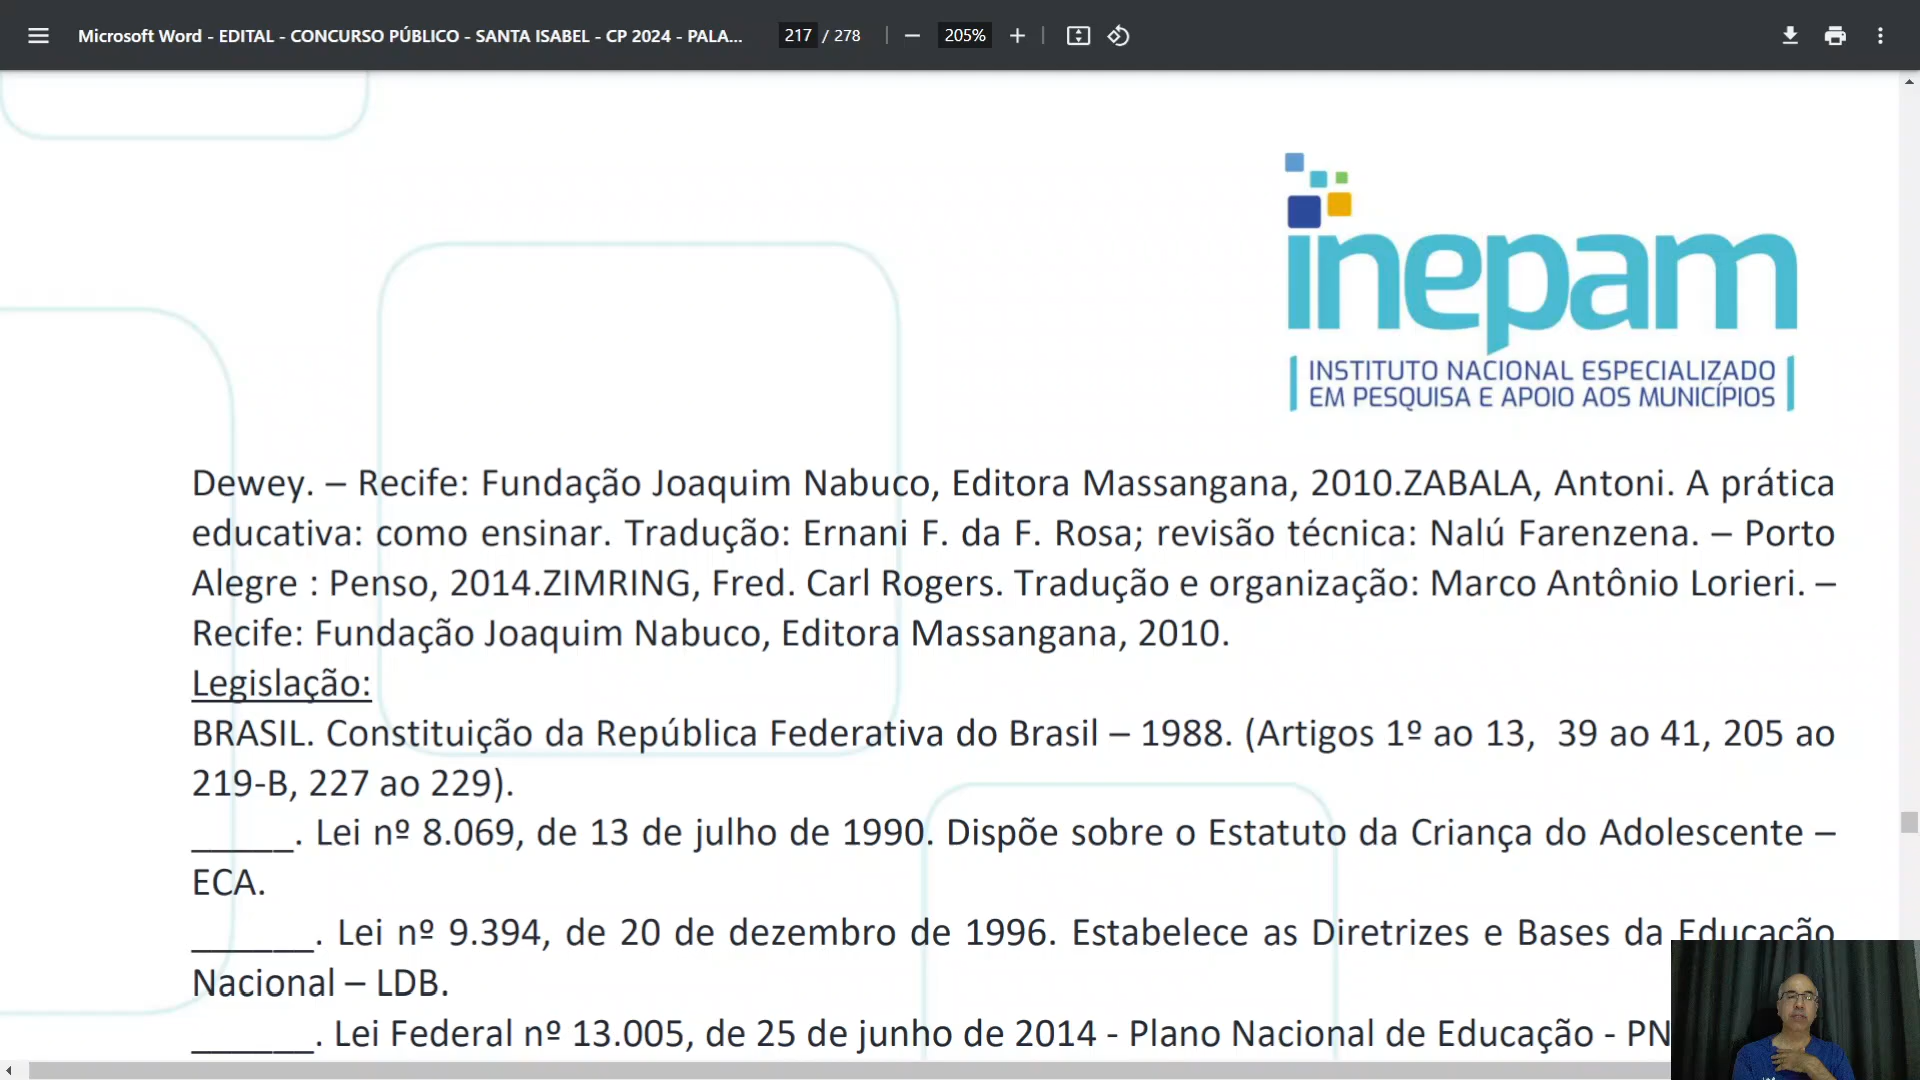 Microsoft Word - EDITAL - CONCURSO PÚBLICO - SANTA ISABEL - CP 2024 - PALA...
217 / 278
205%
inepam
INSTITUTO NACIONAL ESPECIALIZADO
EM PESQUISA E APOIO AOS MUNICÍPIOS
Dewey. – Recife: Fundação Joaquim Nabuco, Editora Massangana, 2010.ZABALA, Antoni. A prática
educativa: como ensinar. Tradução: Ernani F. da F. Rosa; revisão técnica: Nalú Farenzena. – Porto
Alegre : Penso, 2014.ZIMRING, Fred. Carl Rogers. Tradução e organização: Marco Antônio Lorieri. –
Recife: Fundação Joaquim Nabuco, Editora Massangana, 2010.
Legislação:
BRASIL. Constituição da República Federativa do Brasil – 1988. (Artigos 1º ao 13, 39 ao 41, 205 ao
219-B, 227 ao 229).
_____. Lei nº 8.069, de 13 de julho de 1990. Dispõe sobre o Estatuto da Criança do Adolescente –
ECA.
______. Lei nº 9.394, de 20 de dezembro de 1996. Estabelece as Diretrizes e Bases da Educação
Nacional – LDB.
______. Lei Federal nº 13.005, de 25 de junho de 2014 - Plano Nacional de Educação - PN